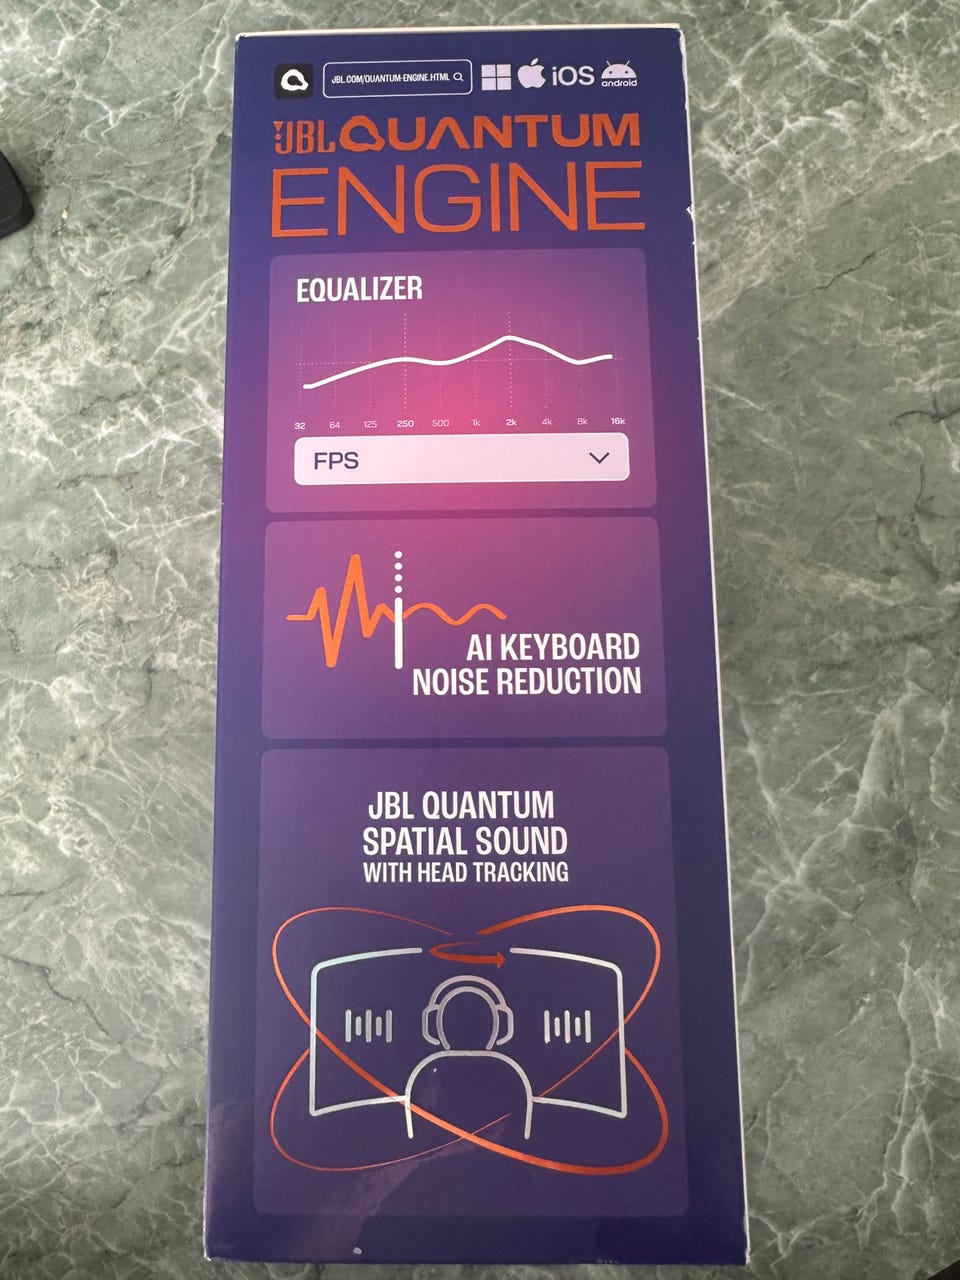 JBL.COM/QUANTUM-ENGINE.HTML
iOS
android
JBL QUANTUM
ENGINE
EQUALIZER
32 64 125 250 500 1k 2k 4k 8k 16k
FPS
AI KEYBOARD
NOISE REDUCTION
JBL QUANTUM
SPATIAL SOUND
WITH HEAD TRACKING